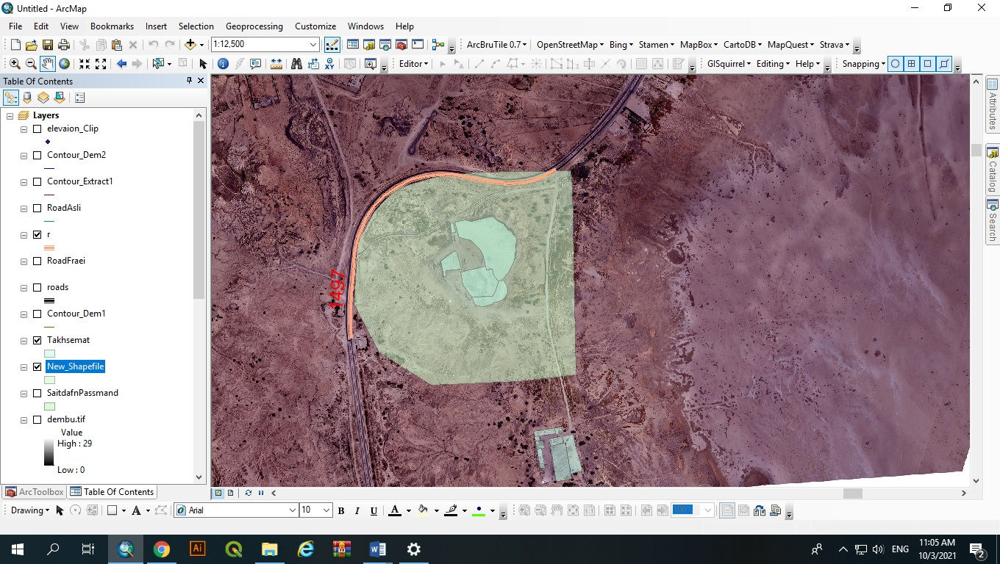 Untitled - ArcMap
File Edit View Bookmarks Insert Selection Geoprocessing Customize Windows Help
1:12,500 ArcBruTile 0.7 OpenStreetMap Bing Stamen MapBox CartoDB MapQuest Strava
Editor GISquirrel Editing Help Snapping
Table Of Contents
Layers
elevaion_Clip
Contour_Dem2
Contour_Extract1
RoadAsli
r
RoadFraei
roads
Contour_Dem1
Takhsemat
New_Shapefile
SaitdafnPassmand
dembu.tif
Value
High : 29
Low : 0
1497
Attributes
Catalog
Search
ArcToolbox Table Of Contents
Drawing A Arial 10 B I U A 100%
Ai W ENG 11:05 AM
10/3/2021 2